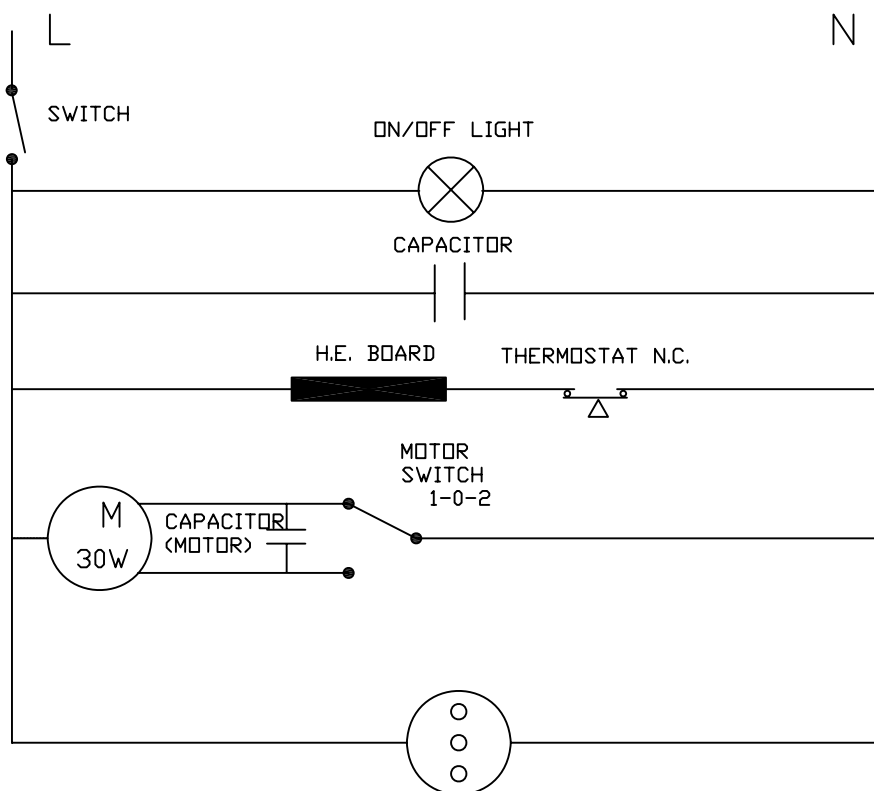 L
N
SWITCH
ON/OFF LIGHT
CAPACITOR
H.E. BOARD
THERMOSTAT N.C.
MOTOR
SWITCH
1-0-2
M
30W
CAPACITOR
(MOTOR)